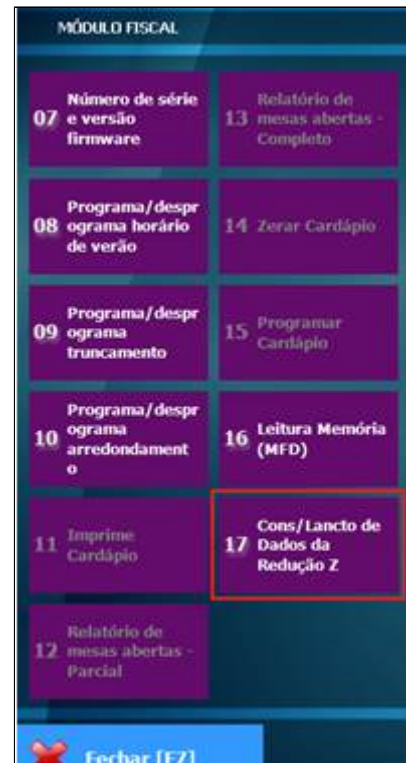 MÓDULO FISCAL
07 Número de série
e versão
firmware
08 Programa/despr
ograma horário
de verão
09 Programa/despr
ograma
truncamento
10 Programa/despr
ograma
arredondament
o
11 Imprime
Cardápio
12 Relatório de
mesas abertas -
Parcial
13 Relatório de
mesas abertas -
Completo
14 Zerar Cardápio
15 Programar
Cardápio
16 Leitura Memória
(MFD)
17 Cons/Lancto de
Dados da
Redução Z
Fechar [F7]